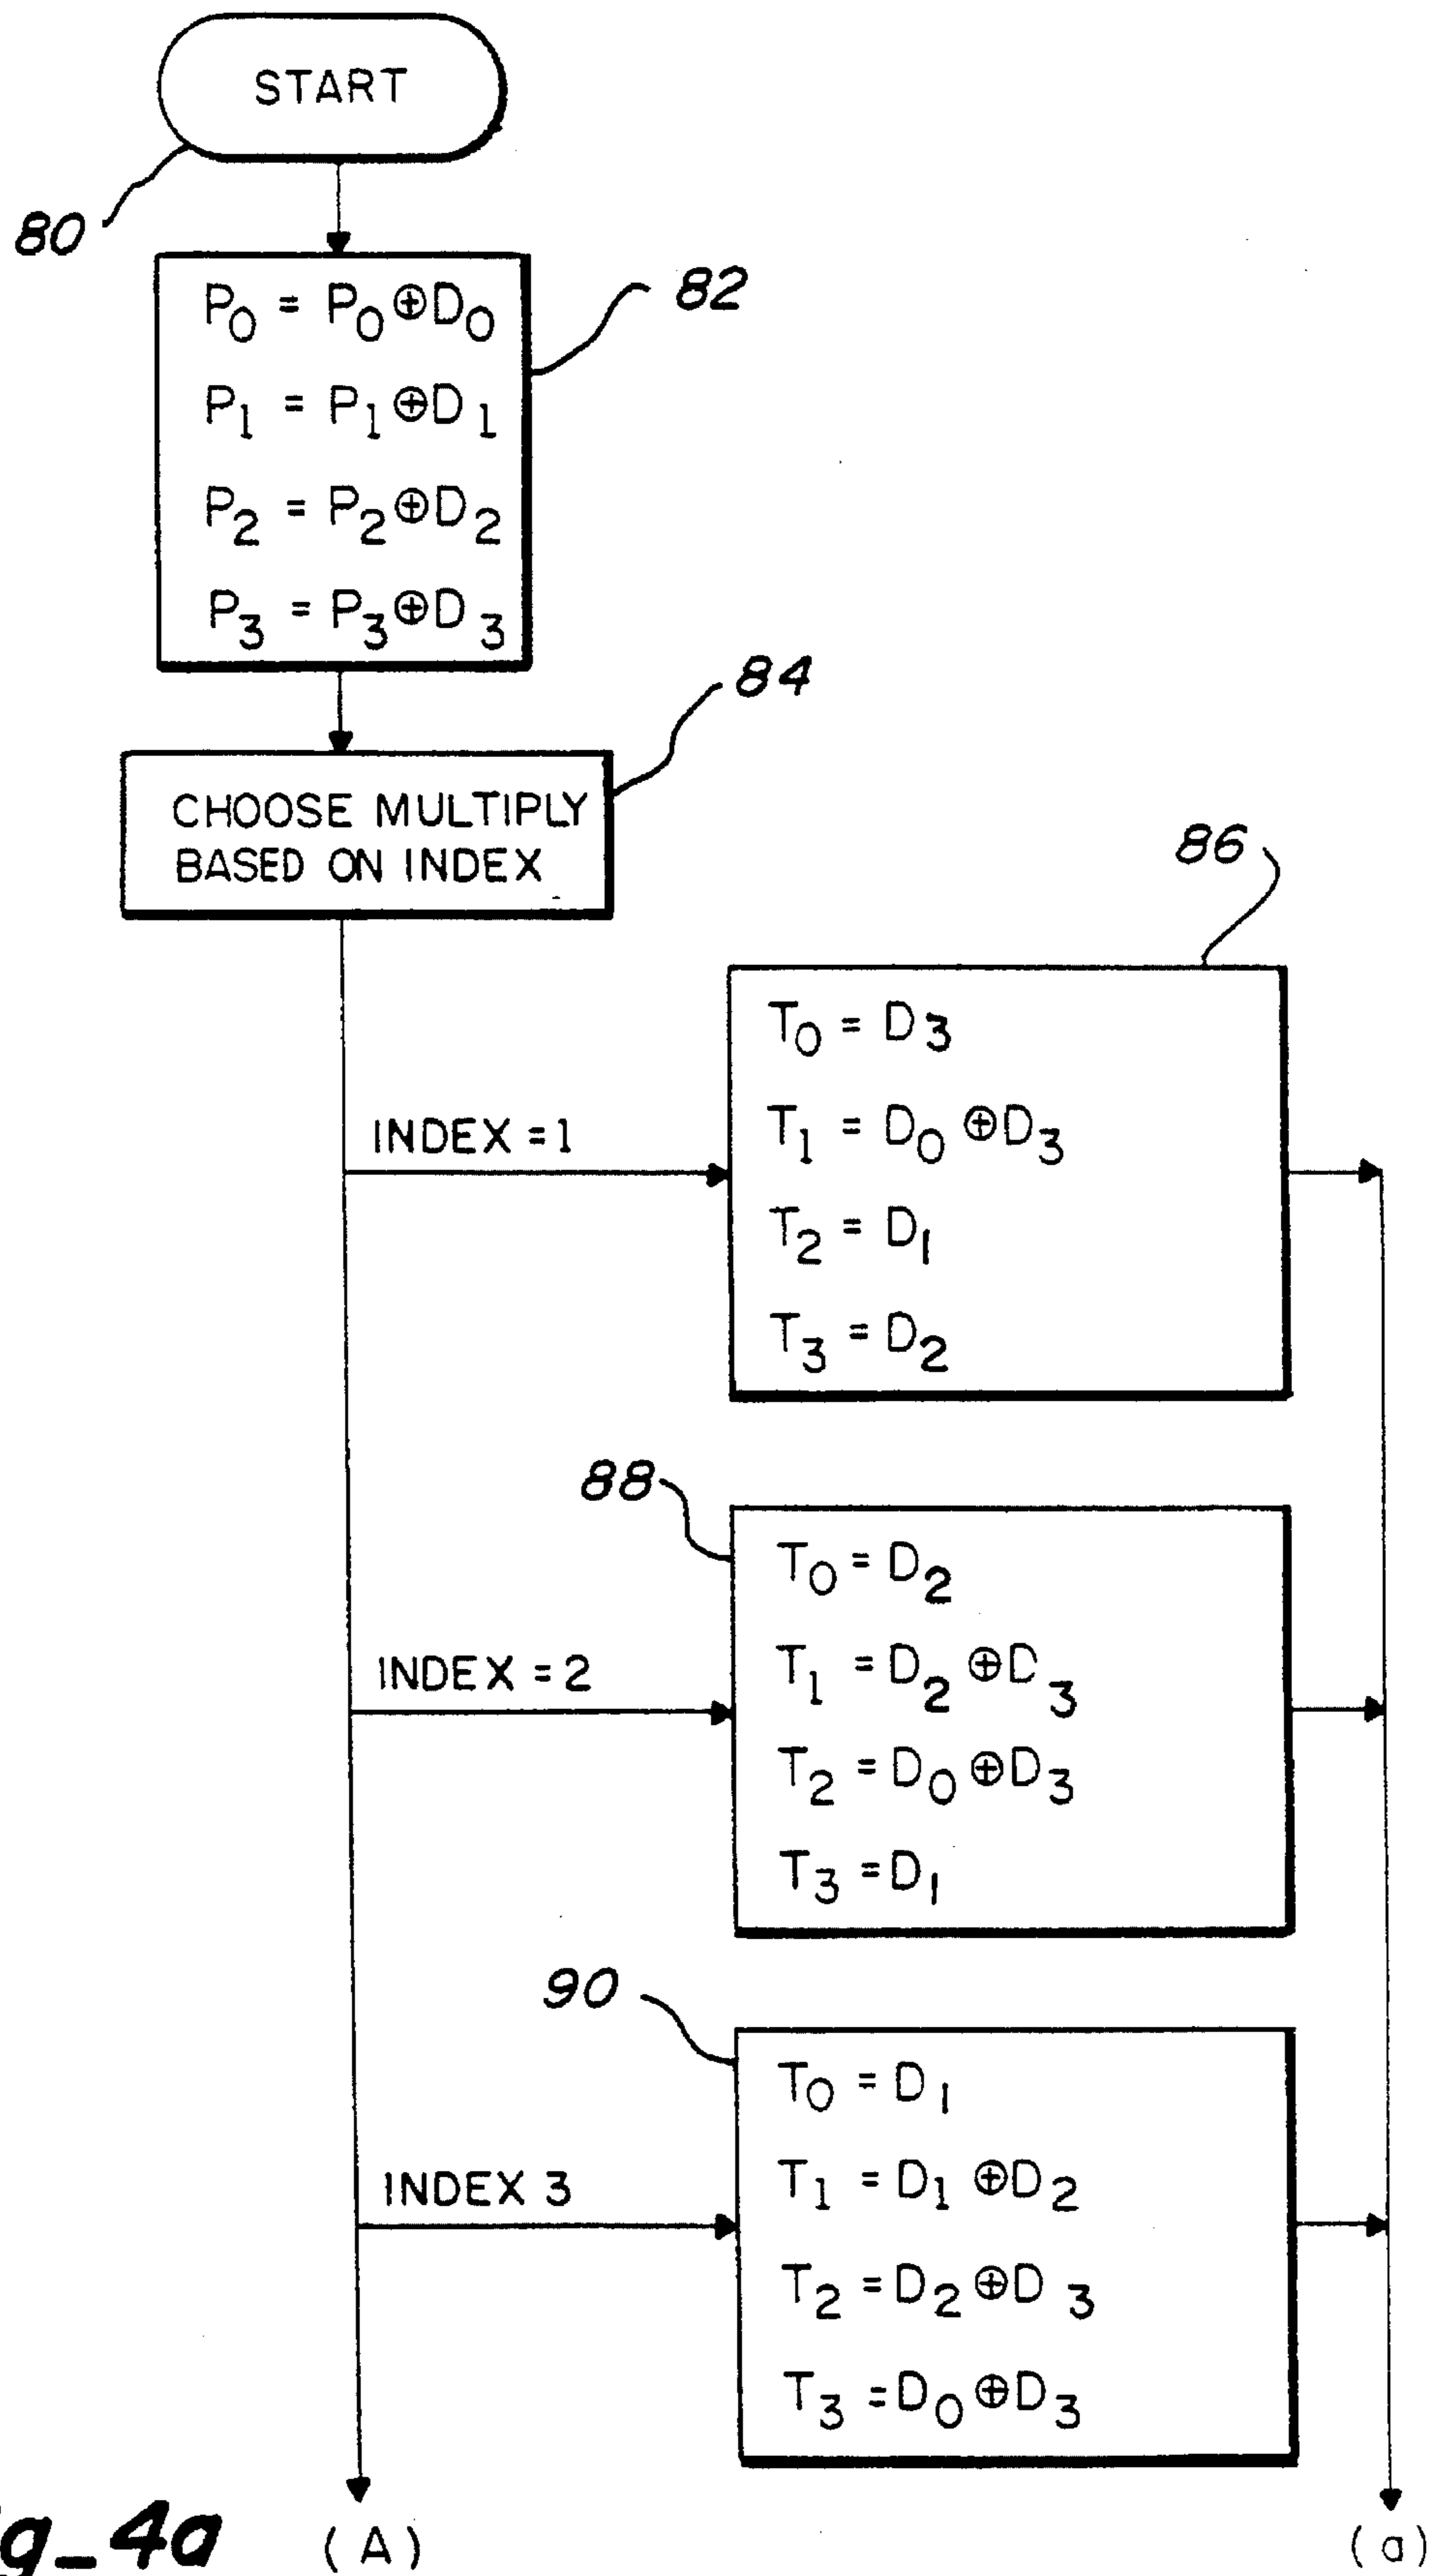 START
80
P₀ = P₀ ⊕ D₀
82
P₁ = P₁ ⊕ D₁
P₂ = P₂ ⊕ D₂
P₃ = P₃ ⊕ D₃
84
CHOOSE MULTIPLY
BASED ON INDEX
86
T₀ = D₃
T₁ = D₀ ⊕ D₃
INDEX = 1
T₂ = D₁
T₃ = D₂
88
T₀ = D₂
T₁ = D₂ ⊕ D₃
INDEX = 2
T₂ = D₀ ⊕ D₃
T₃ = D₁
90
T₀ = D₁
T₁ = D₁ ⊕ D₂
INDEX 3
T₂ = D₂ ⊕ D₃
T₃ = D₀ ⊕ D₃
g_4a
(A)
(a)